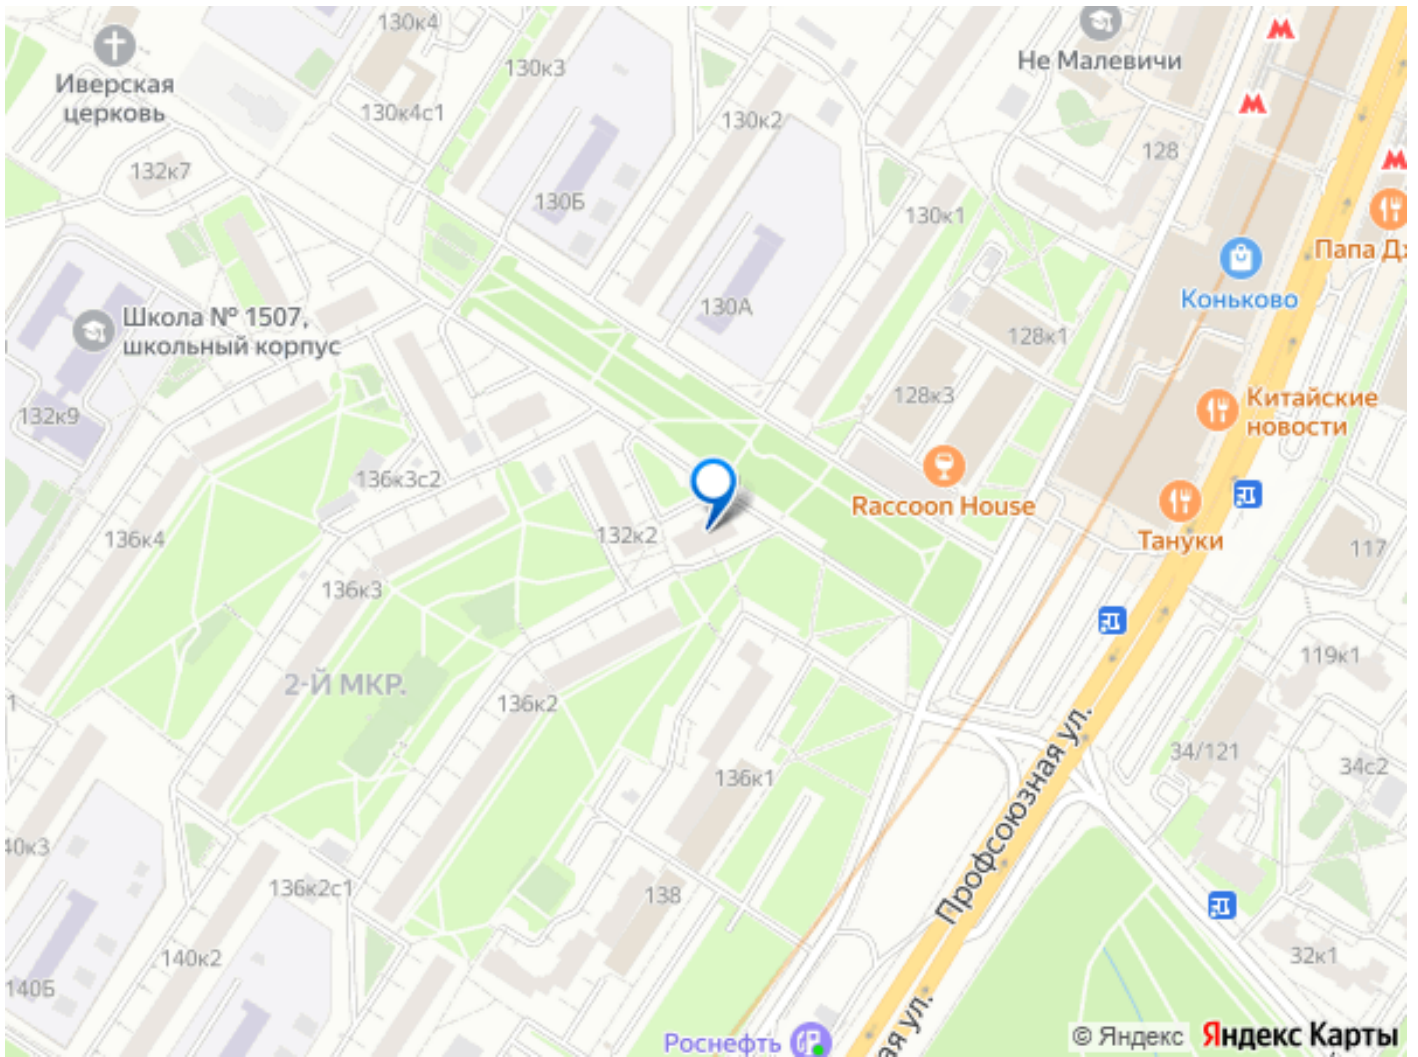 130к4
Не Малевичи
Иверская
церковь
130к3
130к4с1
130к2
128
132к7
130Б
130к1
Папа Дж
Коньково
130А
Школа № 1507,
школьный корпус
128к1
128к3
Китайские
новости
132к9
136к3с2
Raccoon House
Тануки
136к4
132к2
117
136к3
119к1
2-Й МКР.
136к2
Профсоюзная ул.
34/121
34с2
136к1
40к3
136к2с1
138
140к2
32к1
140Б
ая ул.
Роснефть
© Яндекс Яндекс Карты